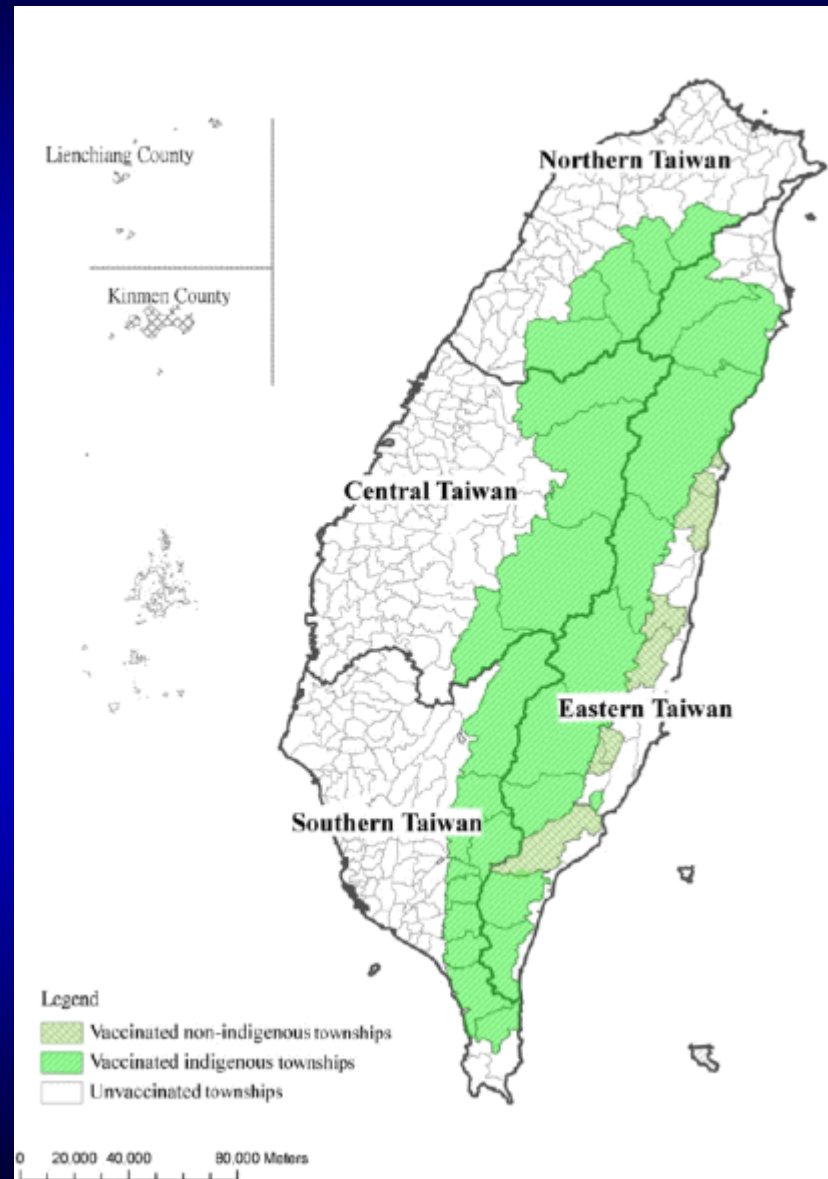 Northern Taiwan
Lienchiang County
Kinmen County
Central Taiwan
Eastern Taiwan
Southern Taiwan
Legend
Vaccinated non-indigenous townships
Vaccinated indigenous townships
Unvaccinated townships
0 20,000 40,000 80,000 Meters